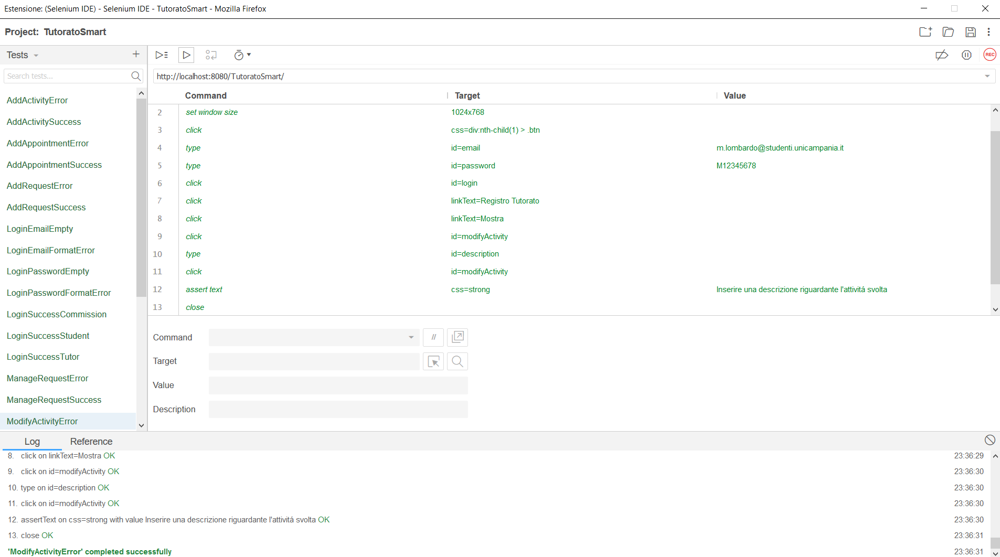 Estensione: (Selenium IDE) - Selenium IDE - TutoratoSmart - Mozilla Firefox
Project: TutoratoSmart
Tests
Search tests...
AddActivityError
AddActivitySuccess
AddAppointmentError
AddAppointmentSuccess
AddRequestError
AddRequestSuccess
LoginEmailEmpty
LoginEmailFormatError
LoginPasswordEmpty
LoginPasswordFormatError
LoginSuccessCommission
LoginSuccessStudent
LoginSuccessTutor
ManageRequestError
ManageRequestSuccess
ModifyActivityError
REC
http://localhost:8080/TutoratoSmart/
Command Target Value
2 set window size 1024x768
3 click css=div:nth-child(1) > .btn
4 type id=email m.lombardo@studenti.unicampania.it
5 type id=password M12345678
6 click id=login
7 click linkText=Registro Tutorato
8 click linkText=Mostra
9 click id=modifyActivity
10 type id=description
11 click id=modifyActivity
12 assert text css=strong Inserire una descrizione riguardante l'attivitá svolta
13 close
Command //
Target
Value
Description
Log Reference
8. click on linkText=Mostra OK 23:36:29
9. click on id=modifyActivity OK 23:36:30
10. type on id=description OK 23:36:30
11. click on id=modifyActivity OK 23:36:30
12. assertText on css=strong with value Inserire una descrizione riguardante l'attivitá svolta OK 23:36:30
13. close OK 23:36:31
'ModifyActivityError' completed successfully 23:36:31